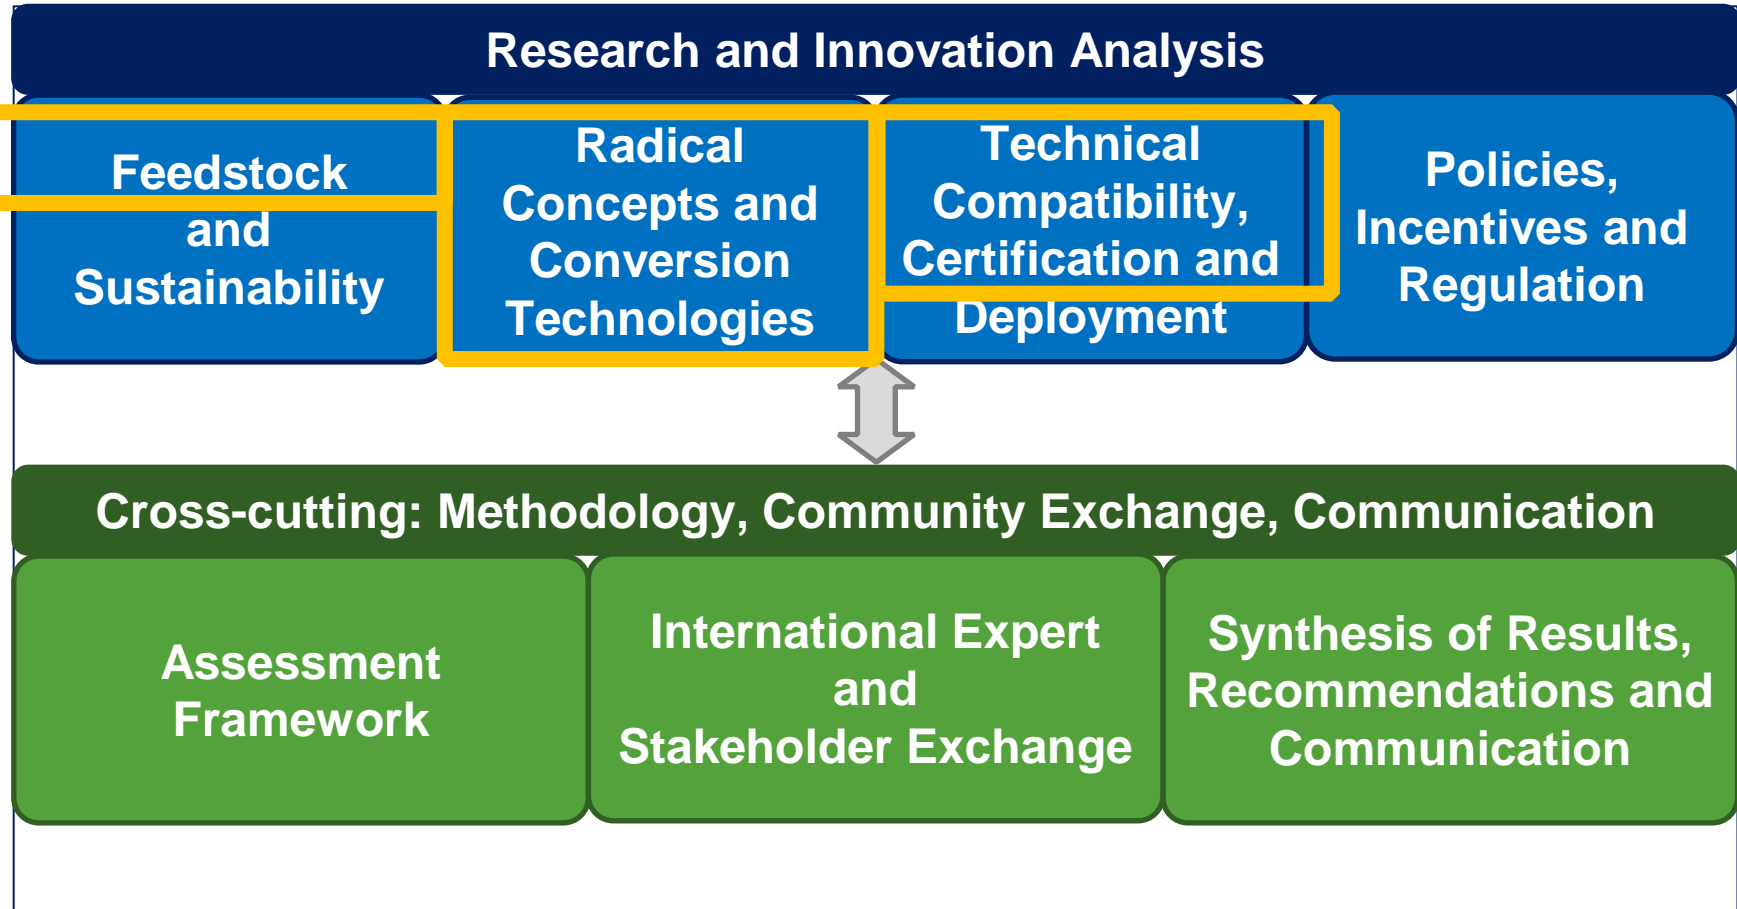 Research and Innovation Analysis
Feedstock
and
Sustainability
Radical
Concepts and
Conversion
Technologies
Technical
Compatibility,
Certification and
Deployment
Policies,
Incentives and
Regulation
Cross-cutting: Methodology, Community Exchange, Communication
Assessment
Framework
International Expert
and
Stakeholder Exchange
Synthesis of Results,
Recommendations and
Communication